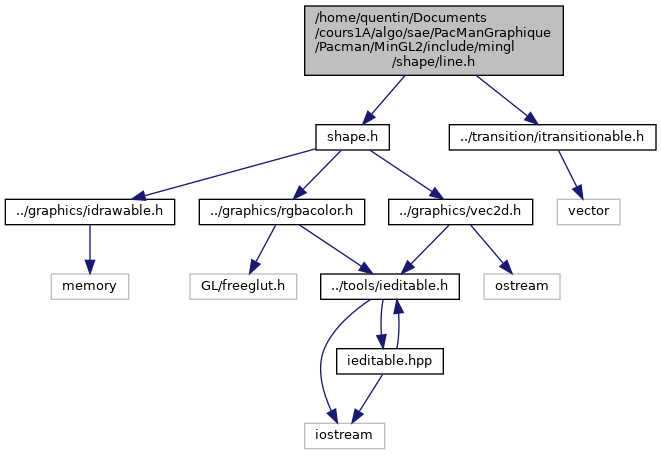 /home/quentin/Documents
/cours1A/algo/sae/PacManGraphique
/Pacman/MinGL2/include/mingl
/shape/line.h
shape.h
../transition/itransitionable.h
../graphics/idrawable.h
../graphics/rgbacolor.h
../graphics/vec2d.h
vector
memory
GL/freeglut.h
../tools/ieditable.h
ostream
ieditable.hpp
iostream